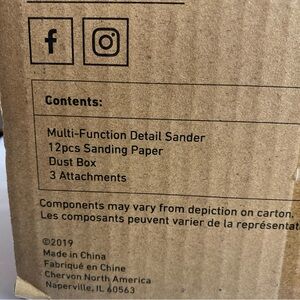 Contents:
Multi-Function Detail Sander
12pcs Sanding Paper
Dust Box
3 Attachments
Components may vary from depiction on carton.
Les composants peuvent varier de la représentat
©2019
Made in China
Fabriqué en Chine
Chervon North America
Naperville, IL 60563